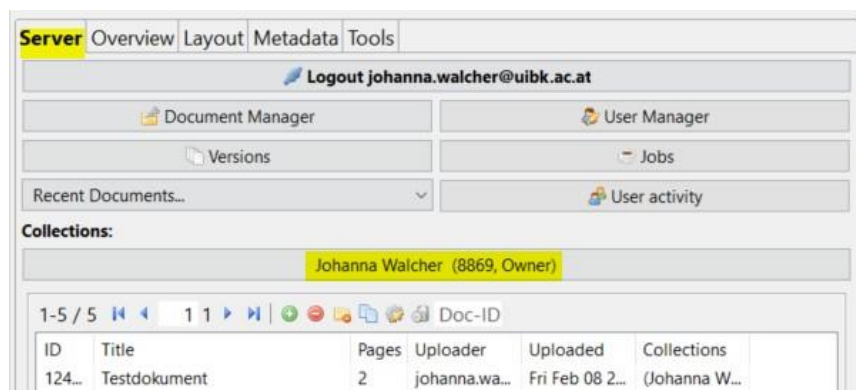 Server Overview Layout Metadata Tools
Logout johanna.walcher@uibk.ac.at
Document Manager User Manager
Versions Jobs
Recent Documents... User activity
Collections:
Johanna Walcher (8869, Owner)
1-5 / 5 1 1 Doc-ID
ID Title Pages Uploader Uploaded Collections
124... Testdokument 2 johanna.wa... Fri Feb 08 2... (Johanna W...